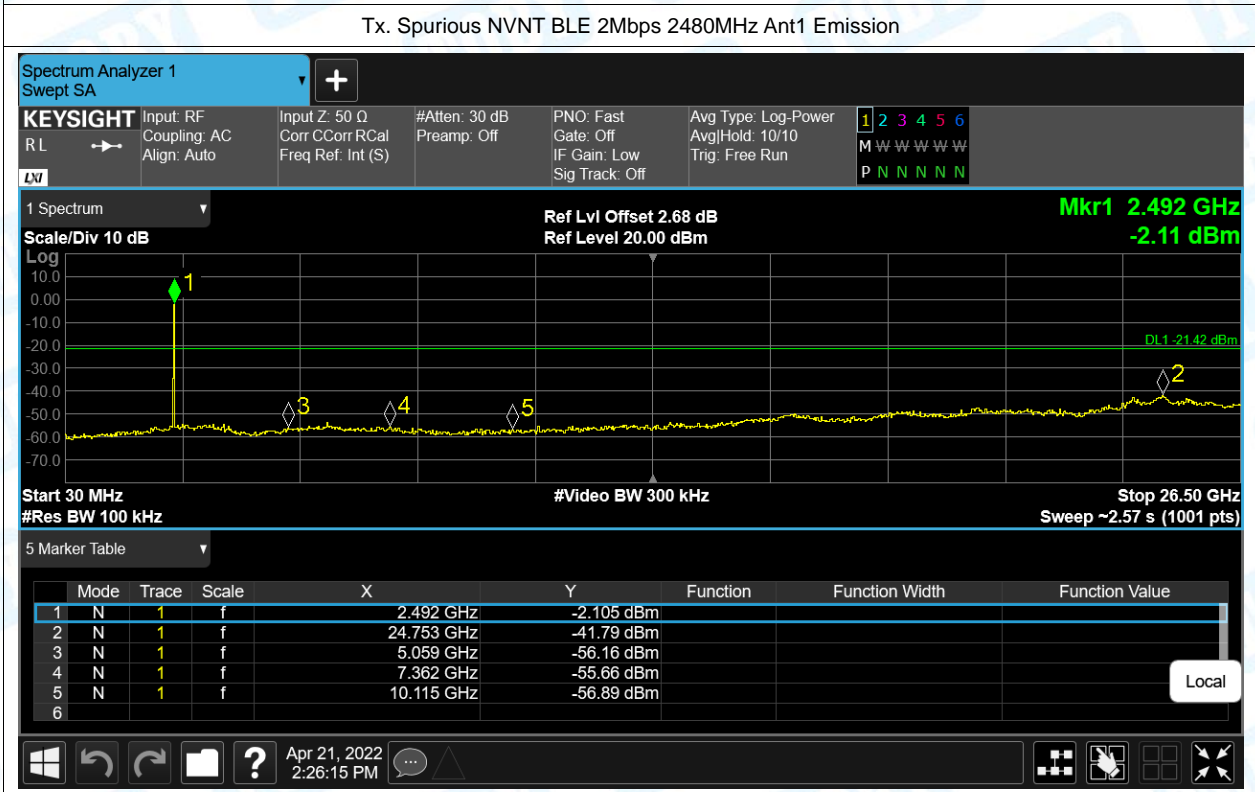 Tx. Spurious NVNT BLE 2Mbps 2480MHz Ant1 Emission
Spectrum Analyzer 1
Swept SA
KEYSIGHT
RL
LXI
Input: RF
Coupling: AC
Align: Auto
Input Z: 50 Ω
Corr CCorr RCal
Freq Ref: Int (S)
#Atten: 30 dB
Preamp: Off
PNO: Fast
Gate: Off
IF Gain: Low
Sig Track: Off
Avg Type: Log-Power
Avg|Hold: 10/10
Trig: Free Run
1 2 3 4 5 6
M W W W W W
P N N N N N
1 Spectrum
Scale/Div 10 dB
Ref Lvl Offset 2.68 dB
Ref Level 20.00 dBm
Mkr1 2.492 GHz
-2.11 dBm
Log
10.0
0.00
-10.0
-20.0
-30.0
-40.0
-50.0
-60.0
-70.0
1
DL1 -21.42 dBm
2
3
4
5
Start 30 MHz
#Video BW 300 kHz
Stop 26.50 GHz
#Res BW 100 kHz
Sweep ~2.57 s (1001 pts)
5 Marker Table
Mode Trace Scale X Y Function Function Width Function Value
1 N 1 f 2.492 GHz -2.105 dBm
2 N 1 f 24.753 GHz -41.79 dBm
3 N 1 f 5.059 GHz -56.16 dBm
4 N 1 f 7.362 GHz -55.66 dBm
5 N 1 f 10.115 GHz -56.89 dBm
6
Local
?
Apr 21, 2022
2:26:15 PM